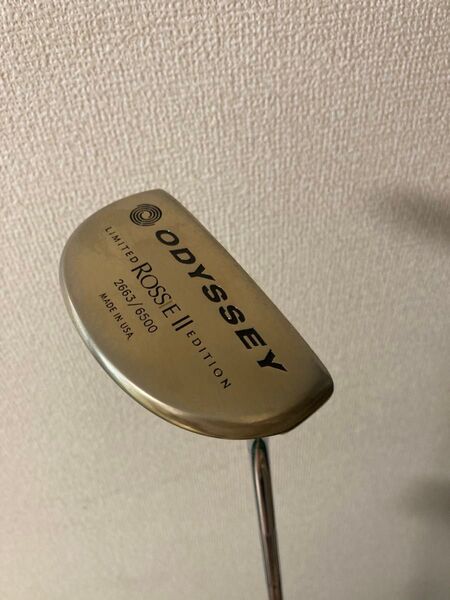 ODYSSEY
LIMITED ROSSIE II EDITION
2663/6500
MADE IN USA